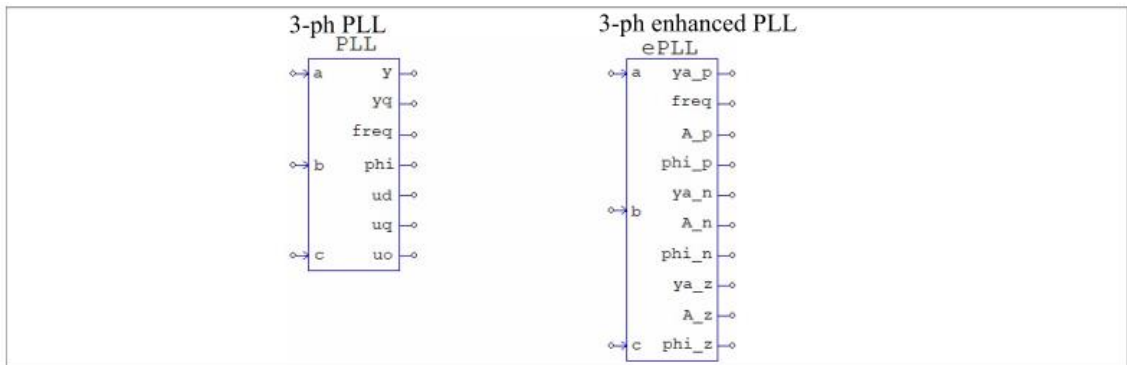 3-ph PLL
PLL
a y
yq
freq
b phi
ud
uq
c uo
3-ph enhanced PLL
ePLL
a ya_p
freq
A_p
phi_p
ya_n
b
A_n
phi_n
ya_z
A_z
c phi_z